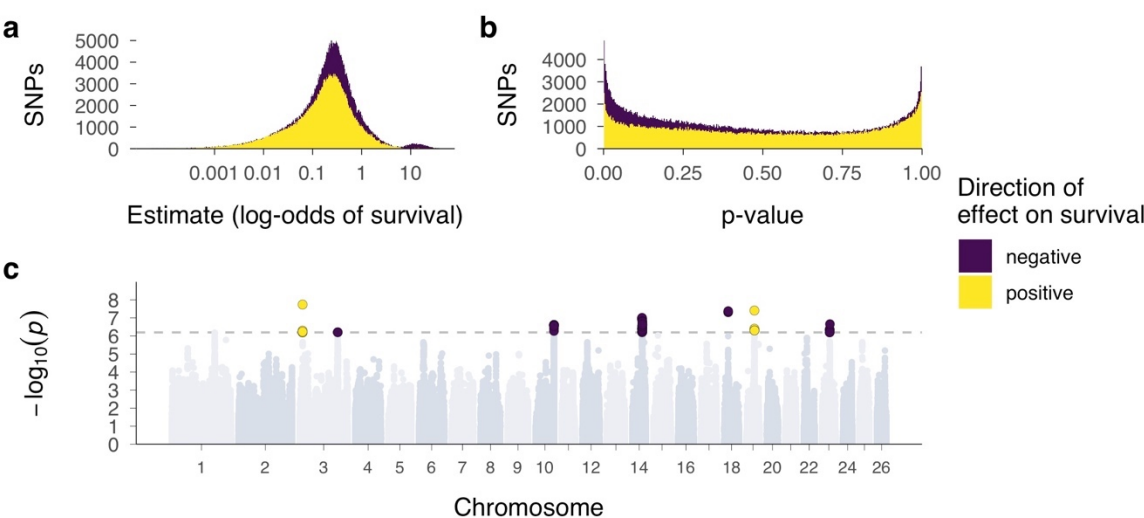 a
5000
4000
3000
2000
1000
0
SNPs
0.001 0.01 0.1 1 10
Estimate (log-odds of survival)
b
4000
3000
2000
1000
0
SNPs
0.00 0.25 0.50 0.75 1.00
p-value
Direction of
effect on survival
negative
positive
c
8
7
6
5
4
3
2
1
0
−log10(p)
1 2 3 4 5 6 7 8 9 10 12 14 16 18 20 22 24 26
Chromosome